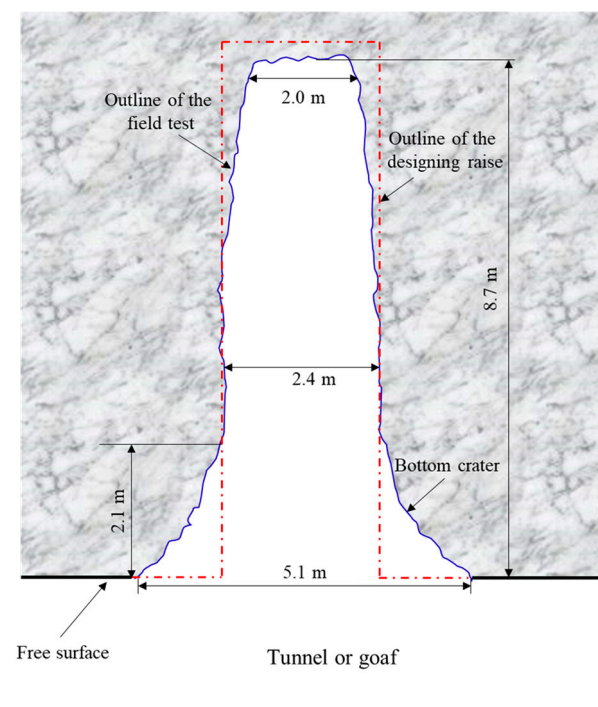 2.0 m
Outline of the
field test
Outline of the
designing raise
8.7 m
2.4 m
Bottom crater
2.1 m
5.1 m
Free surface
Tunnel or goaf